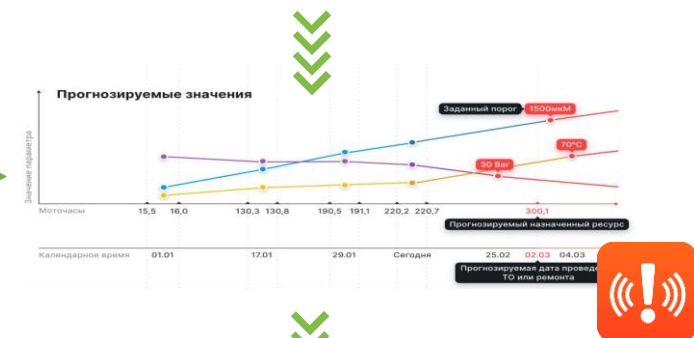 Прогнозируемые значения
Заданный порог 1500мкМ
70°C
30 Bar
Значение параметра
Моточасы 15,5 16,0 130,3 130,8 190,5 191,1 220,2 220,7 300,1
Прогнозируемый назначенный ресурс
Календарное время 01.01 17.01 29.01 Сегодня 25.02 02.03 04.03
Прогнозируемая дата проведе
ТО или ремонта